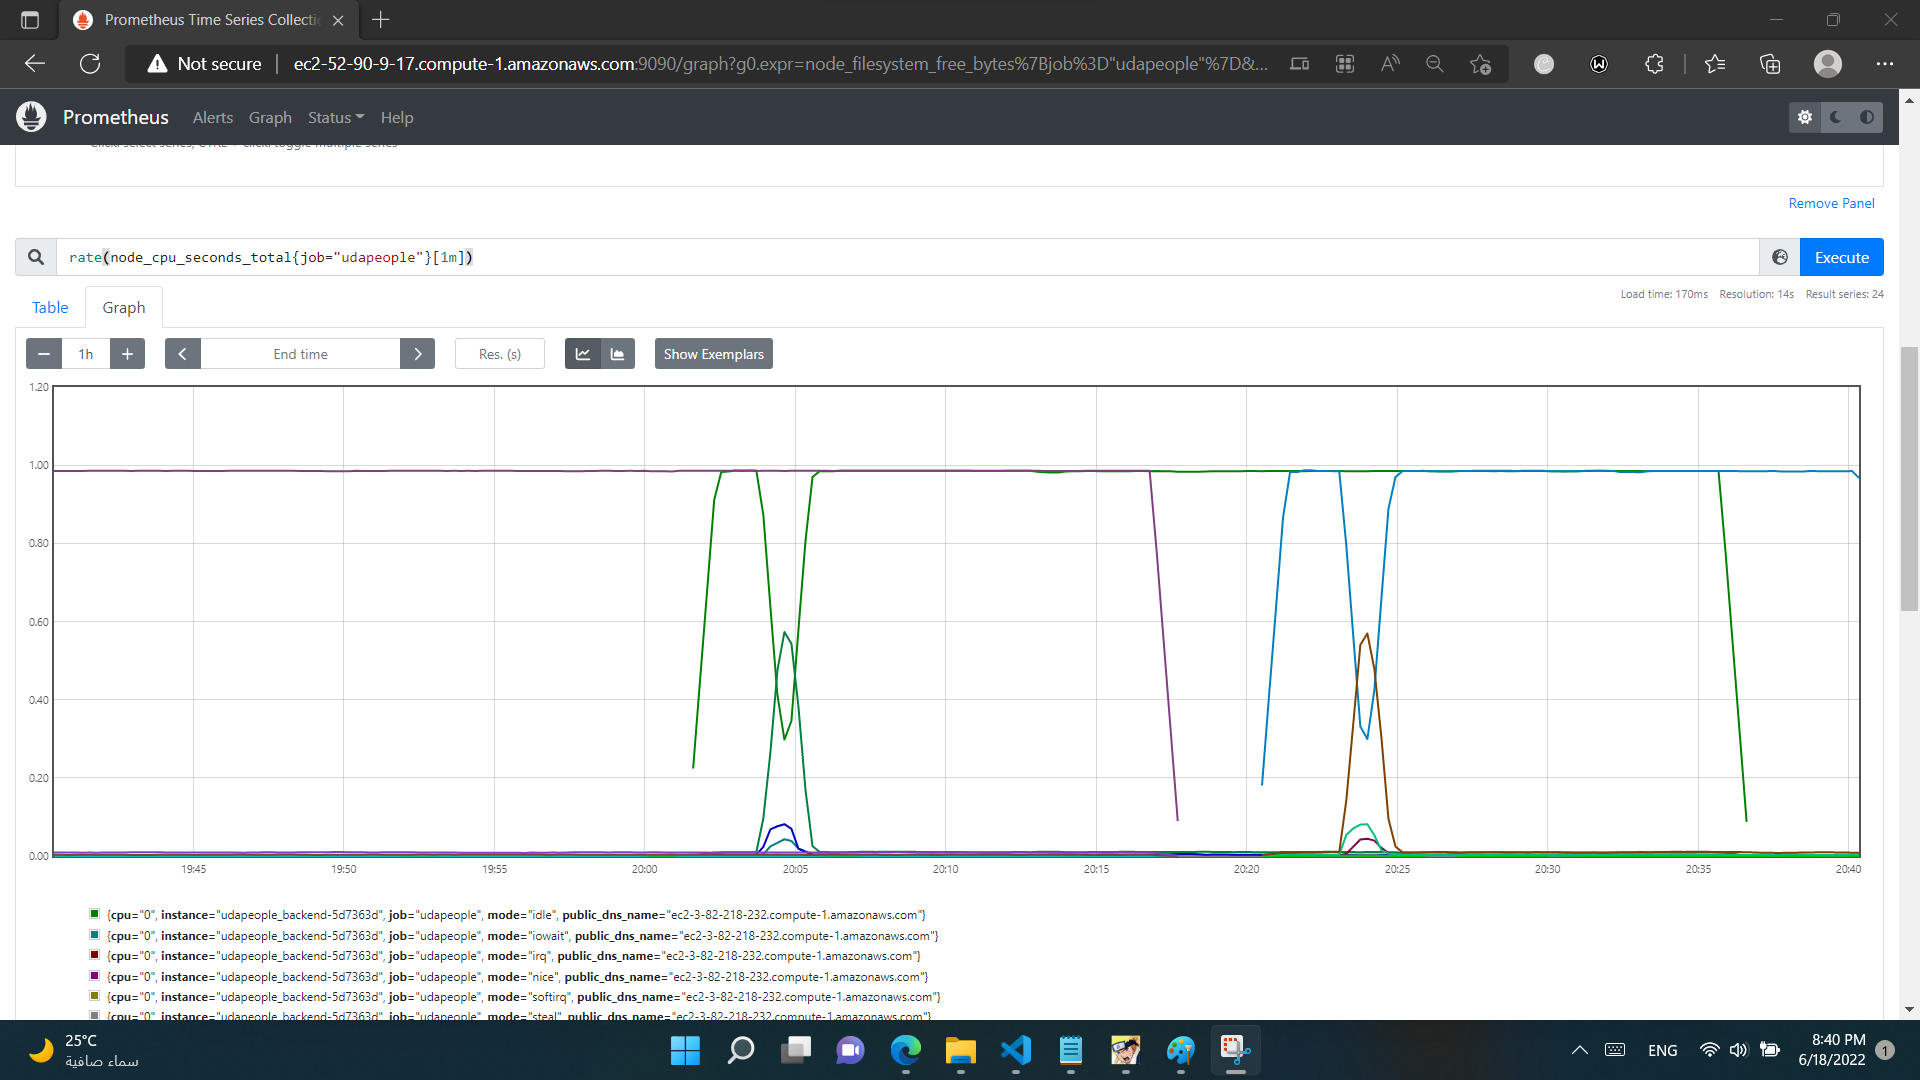 Prometheus Time Series Collectio
Not secure
ec2-52-90-9-17.compute-1.amazonaws.com:9090/graph?g0.expr=node_filesystem_free_bytes%7Bjob%3D"udapeople"%7D&...
Prometheus Alerts Graph Status Help
Click: select series, CTRL + click: toggle multiple series
Remove Panel
rate(node_cpu_seconds_total{job="udapeople"}[1m])
Execute
Table Graph
Load time: 170ms Resolution: 14s Result series: 24
1h
End time
Res. (s)
Show Exemplars
1.20
1.00
0.80
0.60
0.40
0.20
0.00
19:45 19:50 19:55 20:00 20:05 20:10 20:15 20:20 20:25 20:30 20:35 20:40
{cpu="0", instance="udapeople_backend-5d7363d", job="udapeople", mode="idle", public_dns_name="ec2-3-82-218-232.compute-1.amazonaws.com"}
{cpu="0", instance="udapeople_backend-5d7363d", job="udapeople", mode="iowait", public_dns_name="ec2-3-82-218-232.compute-1.amazonaws.com"}
{cpu="0", instance="udapeople_backend-5d7363d", job="udapeople", mode="irq", public_dns_name="ec2-3-82-218-232.compute-1.amazonaws.com"}
{cpu="0", instance="udapeople_backend-5d7363d", job="udapeople", mode="nice", public_dns_name="ec2-3-82-218-232.compute-1.amazonaws.com"}
{cpu="0", instance="udapeople_backend-5d7363d", job="udapeople", mode="softirq", public_dns_name="ec2-3-82-218-232.compute-1.amazonaws.com"}
{cpu="0", instance="udapeople_backend-5d7363d", job="udapeople", mode="steal", public_dns_name="ec2-3-82-218-232.compute-1.amazonaws.com"}
25°C
سماء صافية
ENG
8:40 PM
6/18/2022
1